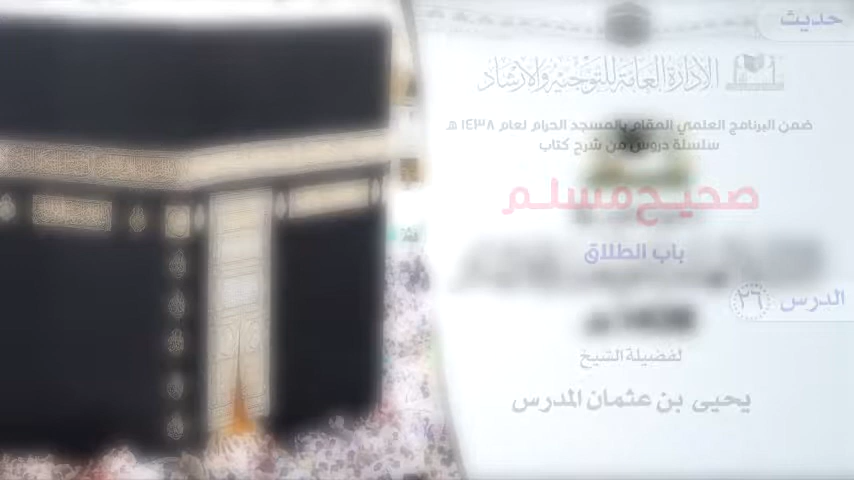 حديث
الإدارة العامة للتوجيه والإرشاد
ضمن البرنامج العلمي المقام بالمسجد الحرام لعام ١٤٣٨ هـ
سلسلة دروس من شرح كتاب
صحيح مسلم
باب الطلاق
الدرس ٢٦
لفضيلة الشيخ
يحيى بن عثمان المدرس